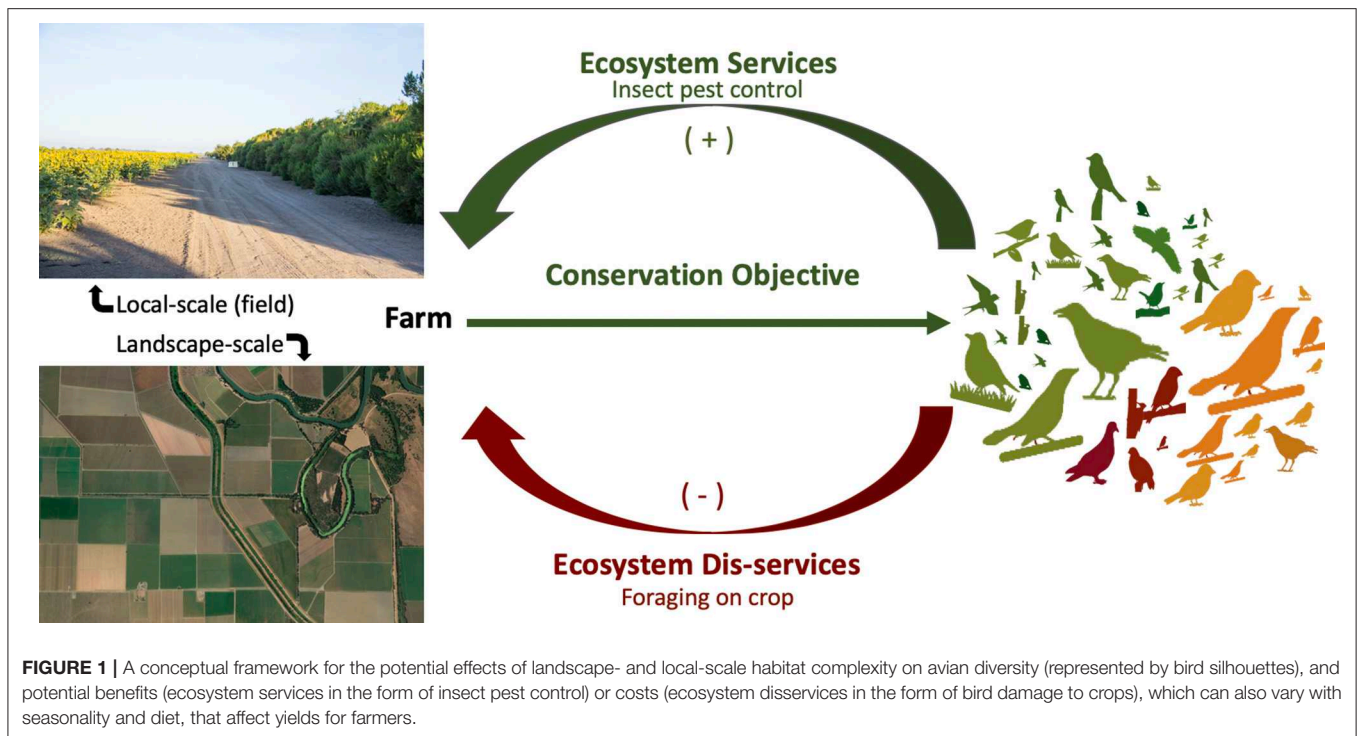 Ecosystem Services
Insect pest control
( + )
Conservation Objective
Local-scale (field)
Farm
Landscape-scale
( - )
Ecosystem Dis-services
Foraging on crop
FIGURE 1 | A conceptual framework for the potential effects of landscape- and local-scale habitat complexity on avian diversity (represented by bird silhouettes), and
potential benefits (ecosystem services in the form of insect pest control) or costs (ecosystem disservices in the form of bird damage to crops), which can also vary with
seasonality and diet, that affect yields for farmers.